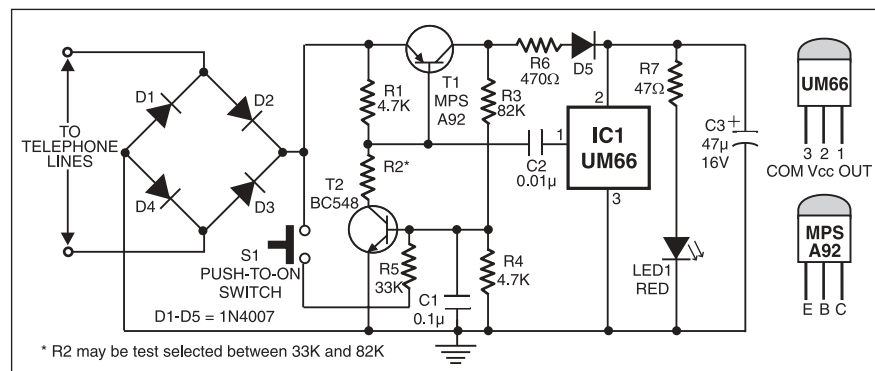 TO
TELEPHONE
LINES
D1
D2
D4
D3
S1
PUSH-TO-ON
SWITCH
D1-D5 = 1N4007
* R2 may be test selected between 33K and 82K
R1
4.7K
R2*
T2
BC548
T1
MPS
A92
R5
33K
C1
0.1µ
R3
82K
R4
4.7K
R6
470Ω
D5
C2
0.01µ
1
2
IC1
UM66
3
R7
47Ω
LED1
RED
C3
+
47µ
16V
UM66
3 2 1
COM Vcc OUT
MPS
A92
E B C